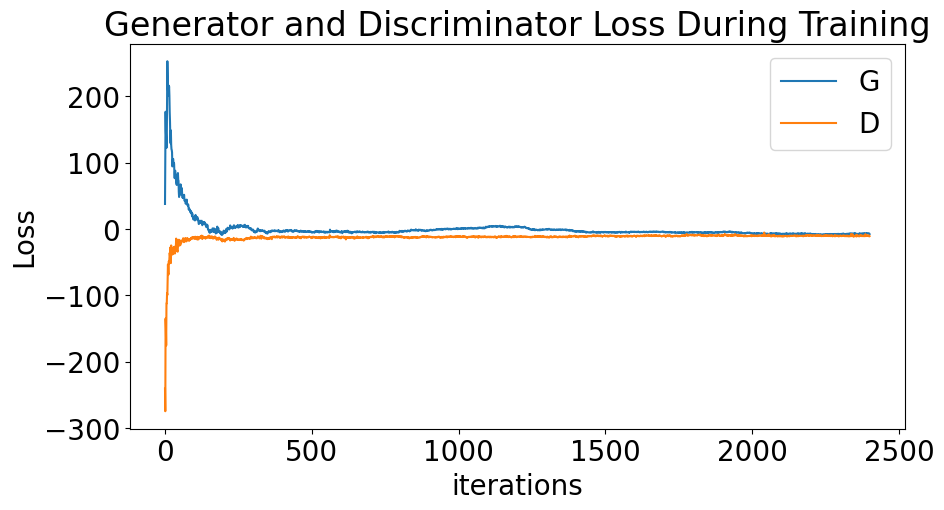 Generator and Discriminator Loss During Training
G
D
Loss
200
100
0
−100
−200
−300
0 500 1000 1500 2000 2500
iterations